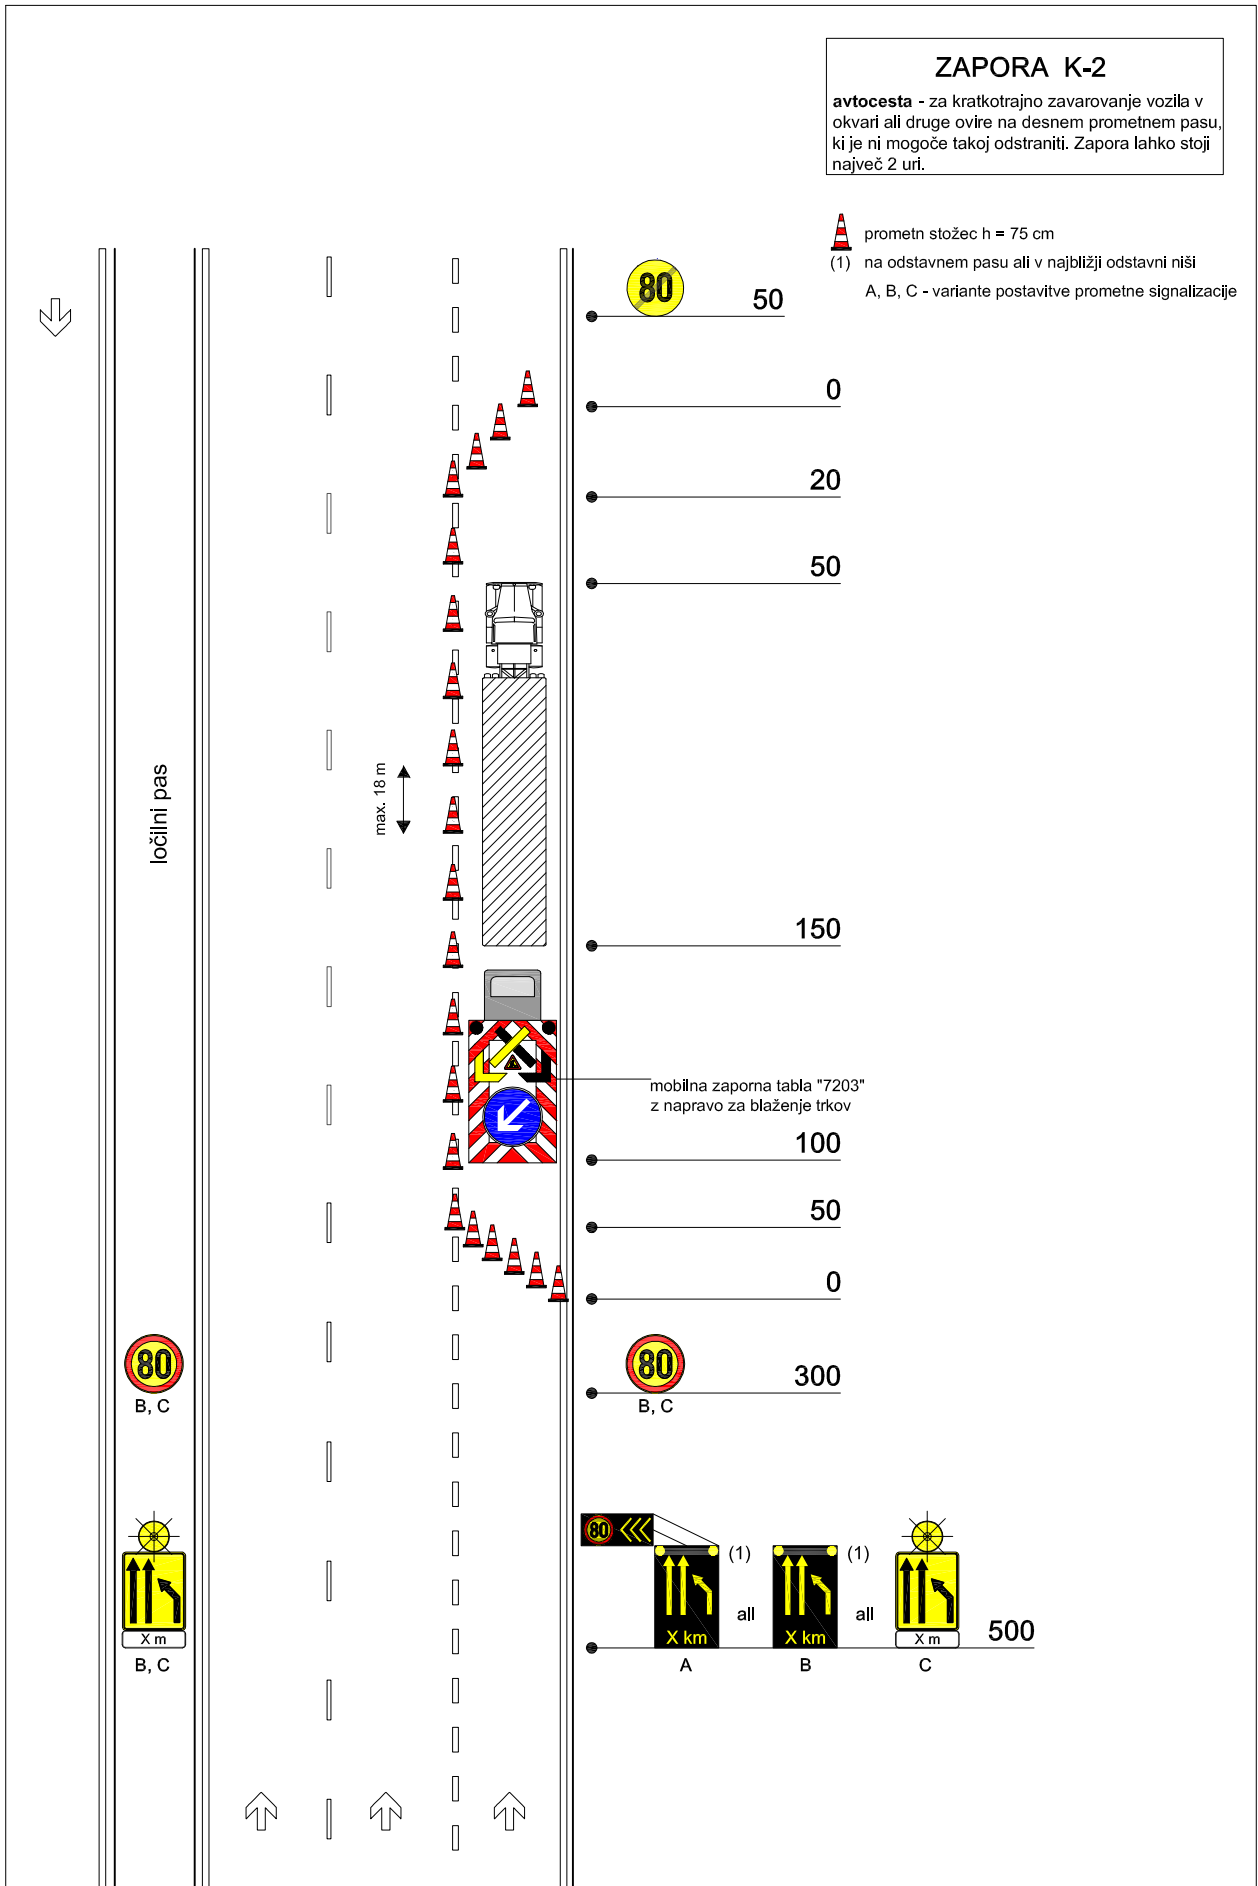 ZAPORA K-2
avtocesta - za kratkotrajno zavarovanje vozila v
okvari ali druge ovire na desnem prometnem pasu,
ki je ni mogoče takoj odstraniti. Zapora lahko stoji
največ 2 uri.
prometn stožec h = 75 cm
(1) na odstavnem pasu ali v najbližji odstavni niši
A, B, C - variante postavitve prometne signalizacije
80
50
0
20
50
ločilni pas
max. 18 m
150
mobilna zaporna tabla "7203"
z napravo za blaženje trkov
100
50
0
80
B, C
80
B, C
300
80
(1)
(1)
all
all
X m
X km
X km
X m
500
B, C
A
B
C